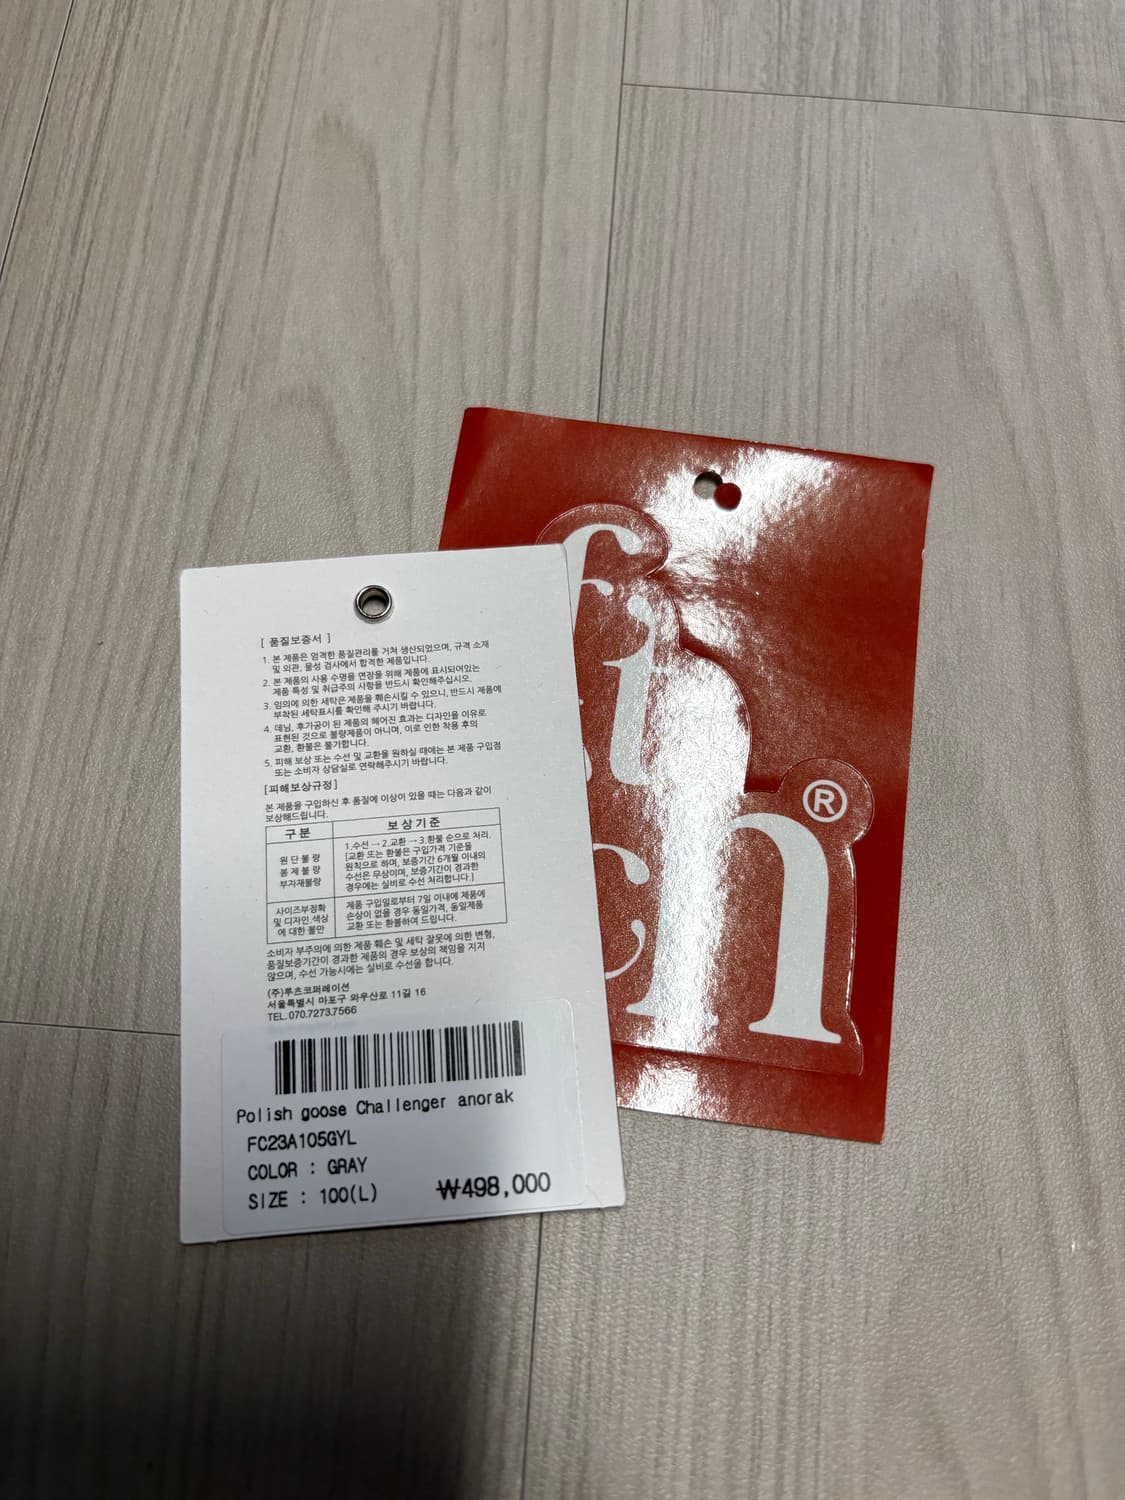 [ 품질보증서 ]
1. 본 제품은 엄격한 품질관리를 거쳐 생산되었으며, 규격 소재
및 외관, 물성 검사에서 합격한 제품입니다.
2. 본 제품의 사용 수명을 연장을 위해 제품에 표시되어있는
제품 특성 및 취급주의 사항을 반드시 확인해주십시오.
3. 임의에 의한 세탁은 제품을 훼손시킬 수 있으니, 반드시 제품에
부착된 세탁표시를 확인해 주시기 바랍니다.
4. 데님, 후가공이 된 제품의 헤어진 효과는 디자인을 이유로
표현된 것으로 불량제품이 아니며, 이로 인한 착용 후의
교환, 환불은 불가합니다.
5. 피해 보상 또는 수선 및 교환을 원하실 때에는 본 제품 구입점
또는 소비자 상담실로 연락해주시기 바랍니다.
[피해보상규정]
본 제품을 구입하신 후 품질에 이상이 있을 때는 다음과 같이
보상해드립니다.
구 분 보 상 기 준
원 단 불 량
봉 제 불 량
부자재불량
1.수선 → 2.교환 → 3.환불 순으로 처리.
[교환 또는 환불은 구입가격 기준을
원칙으로 하며, 보증기간 6개월 이내의
수선은 무상이며, 보증기간이 경과한
경우에는 실비로 수선 처리합니다.]
사이즈부정확
및 디자인.색상
에 대한 불만
제품 구입일로부터 7일 이내에 제품에
손상이 없을 경우 동일가격, 동일제품
교환 또는 환불하여 드립니다.
소비자 부주의에 의한 제품 훼손 및 세탁 잘못에 의한 변형,
품질보증기간이 경과한 제품의 경우 보상의 책임을 지지
않으며, 수선 가능시에는 실비로 수선을 합니다.
(주)루츠코퍼레이션
서울특별시 마포구 와우산로 11길 16
TEL.070.7273.7566
Polish goose Challenger anorak
FC23A105GYL
COLOR : GRAY
SIZE : 100(L) ₩498,000
f
it
ch®